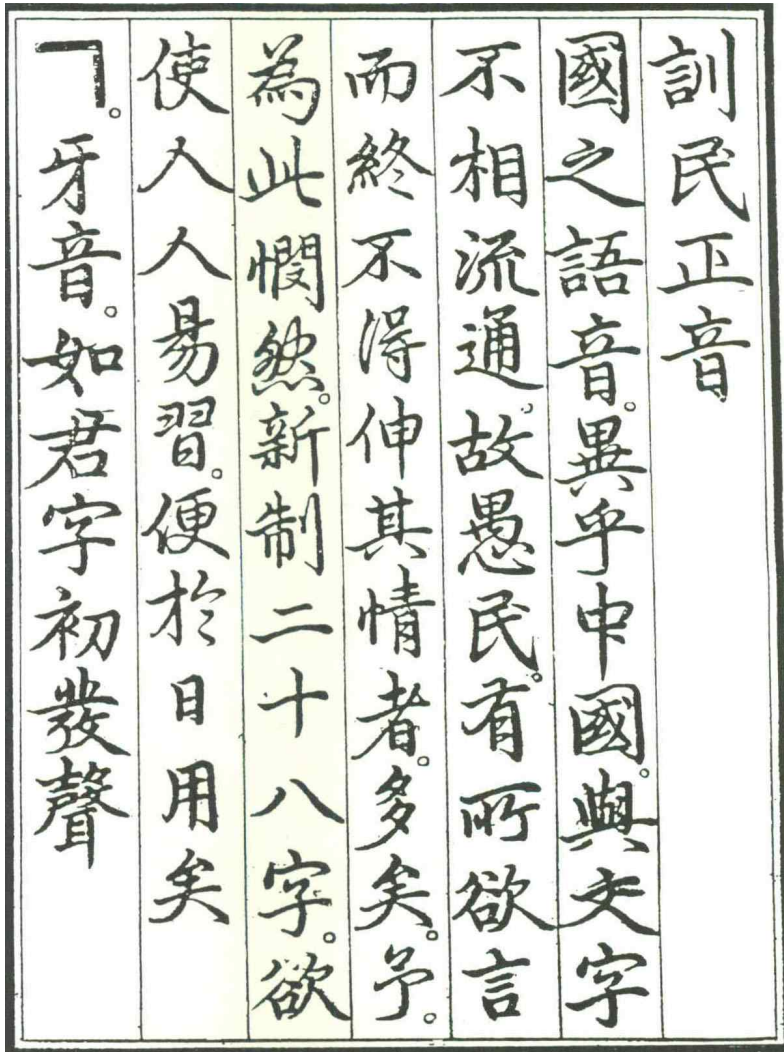 訓民正音
國之語音。異乎中國。與文字
不相流通。故愚民。有所欲言
而終不得伸其情者。多矣。予。
為此憫然。新制二十八字。欲
使人人易習。便於日用矣
ㄱ。牙音。如君字初發聲